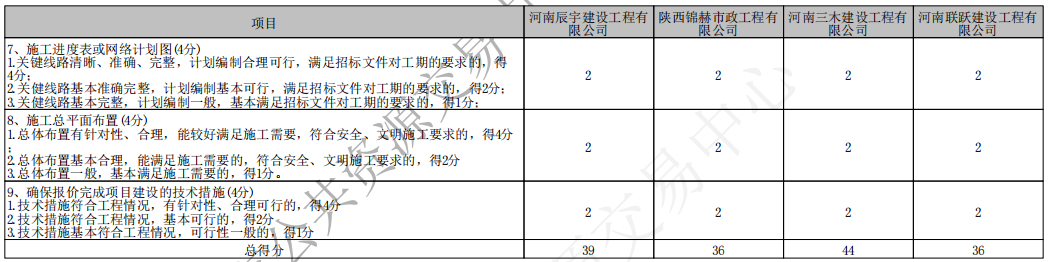 项目 河南辰宇建设工程有限公司 陕西锦赫市政工程有限公司 河南三木建设工程有限公司 河南联跃建设工程有限公司
7、施工进度表或网络计划图(4分)
1.关键线路清晰、准确、完整，计划编制合理可行，满足招标文件对工期的要求的，得
4分；
2.关健线路基本准确完整，计划编制基本可行，满足招标文件对工期的要求的，得2分；
3.关健线路基本完整，计划编制一般，基本满足招标文件对工期的要求的，得1分；
2 2 2 2
8、施工总平面布置(4分)
1.总体布置有针对性、合理，能较好满足施工需要，符合安全、文明施工要求的，得4分
；
2.总体布置基本合理，能满足施工需要的，符合安全、文明施工要求的，得2分
3.总体布置一般，基本满足施工需要的，得1分。
2 2 2 2
9、确保报价完成项目建设的技术措施(4分)
1.技术措施符合工程情况，有针对性、合理可行的，得4分
2.技术措施符合工程情况，基本可行的，得2分
3.技术措施基本符合工程情况，可行性一般的，得1分
2 2 2 2
总得分 39 36 44 36
公共资源交易中
交易中心